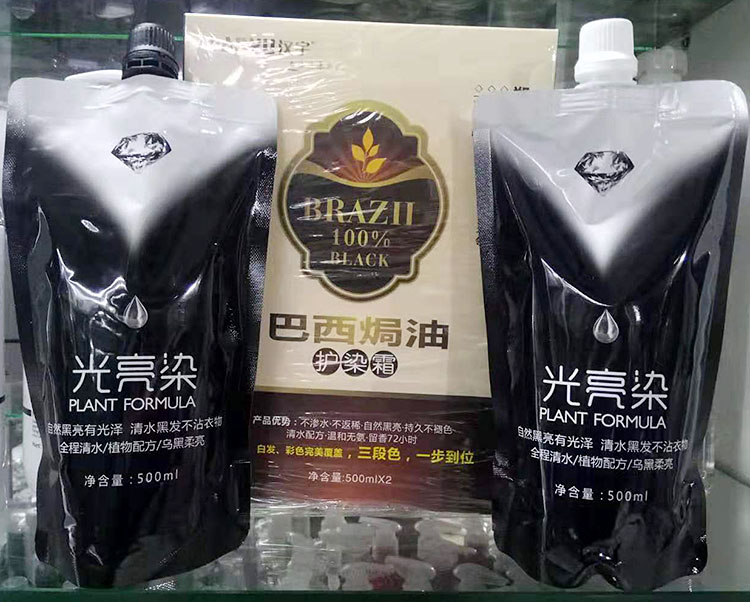 汉宇
BRAZII
100%
BLACK
巴西焗油
护染霜
产品优势：·不渗水·不返稀·自然黑亮·持久不褪色·
清水配方·温和无氨·留香72小时
白发、彩色完美覆盖，三段色，一步到位
净含量:500mlX2
光亮染
PLANT FORMULA
自然黑亮有光泽 清水黑发不沾衣物
全程清水/植物配方/乌黑柔亮
净含量：500ml
光亮染
PLANT FORMULA
自然黑亮有光泽 清水黑发不沾衣物
全程清水/植物配方/乌黑柔亮
净含量：500ml